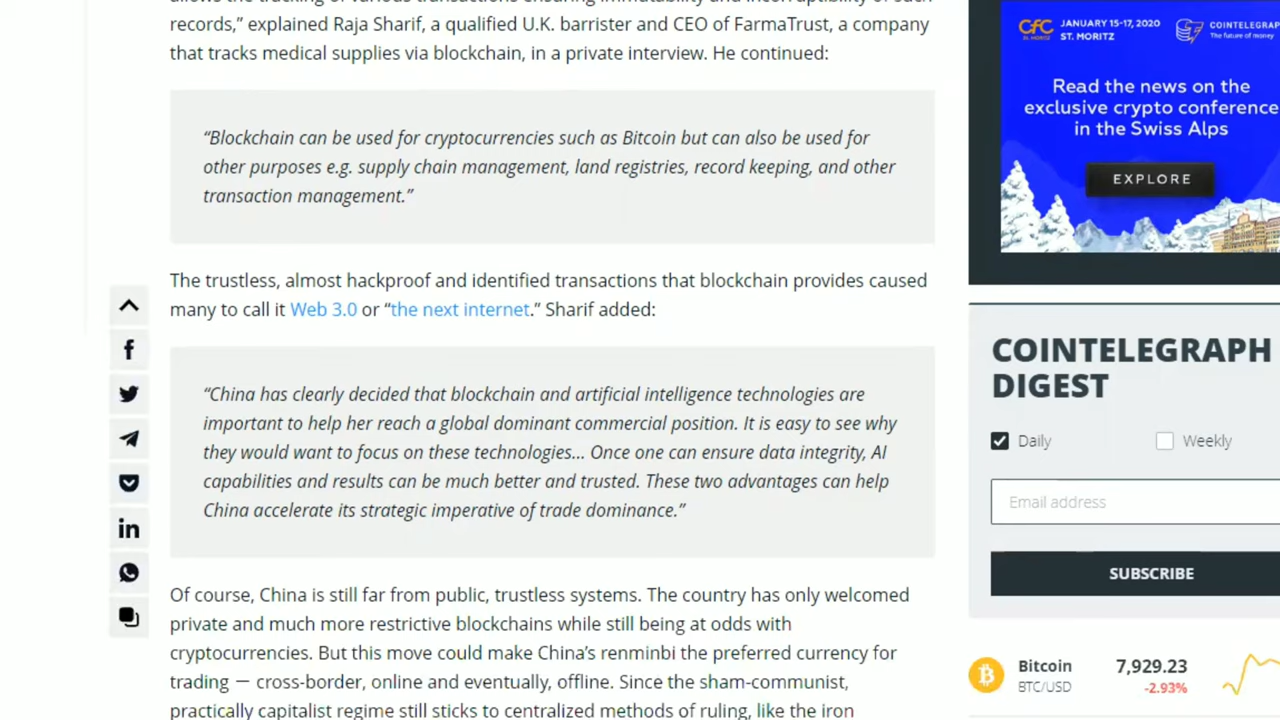 records,” explained Raja Sharif, a qualified U.K. barrister and CEO of FarmaTrust, a company
that tracks medical supplies via blockchain, in a private interview. He continued:
“Blockchain can be used for cryptocurrencies such as Bitcoin but can also be used for
other purposes e.g. supply chain management, land registries, record keeping, and other
transaction management.”
The trustless, almost hackproof and identified transactions that blockchain provides caused
many to call it Web 3.0 or “the next internet.” Sharif added:
“China has clearly decided that blockchain and artificial intelligence technologies are
important to help her reach a global dominant commercial position. It is easy to see why
they would want to focus on these technologies... Once one can ensure data integrity, AI
capabilities and results can be much better and trusted. These two advantages can help
China accelerate its strategic imperative of trade dominance.”
Of course, China is still far from public, trustless systems. The country has only welcomed
private and much more restrictive blockchains while still being at odds with
cryptocurrencies. But this move could make China’s renminbi the preferred currency for
trading — cross-border, online and eventually, offline. Since the sham-communist,
practically capitalist regime still sticks to centralized methods of ruling, like the iron
CFC
ST. MORITZ
JANUARY 15-17, 2020
ST. MORITZ
COINTELEGRAP
The future of money
Read the news on the
exclusive crypto conference
in the Swiss Alps
EXPLORE
COINTELEGRAPH
DIGEST
Daily
Weekly
Email address
SUBSCRIBE
Bitcoin 7,929.23
BTC/USD -2.93%